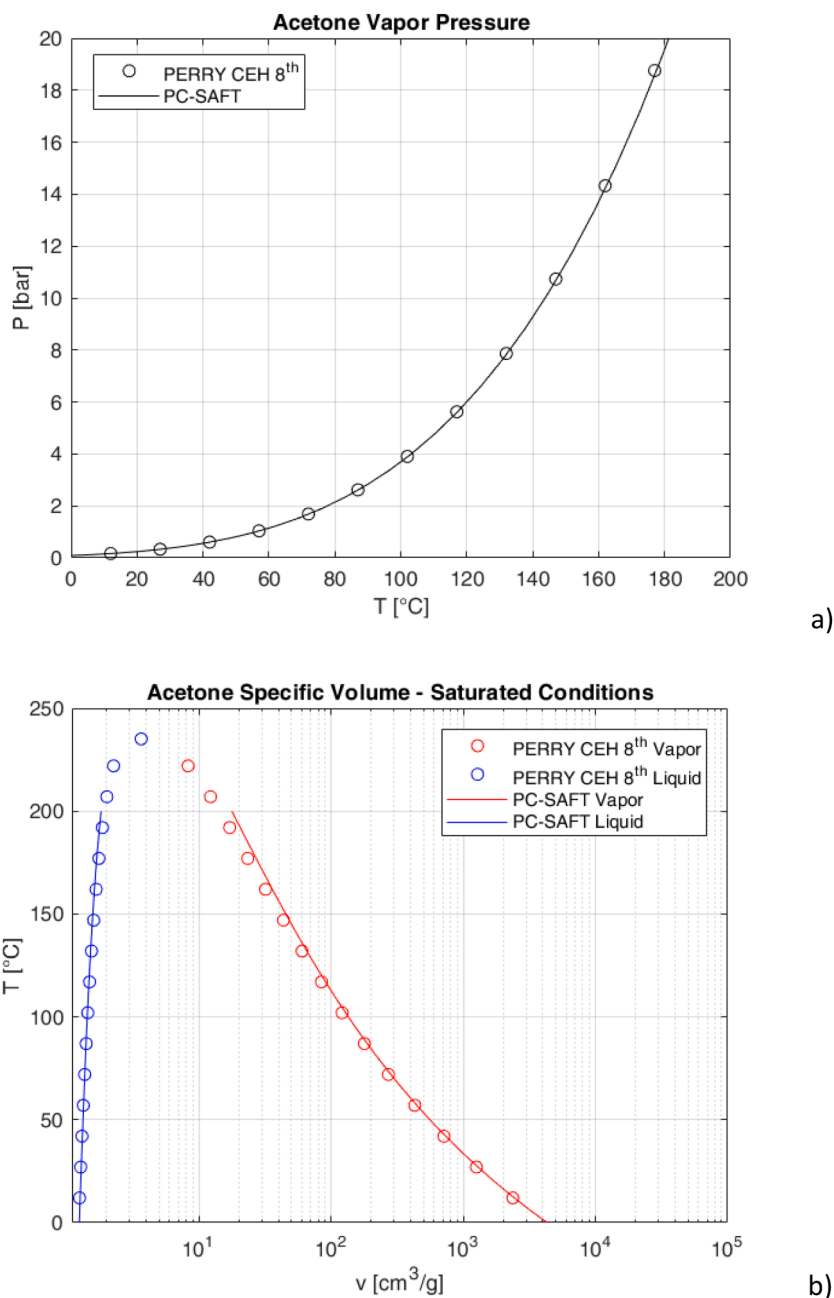 Acetone Vapor Pressure
PERRY CEH 8th
PC-SAFT
20
18
16
14
12
10
8
6
4
2
0
P [bar]
0 20 40 60 80 100 120 140 160 180 200
T [°C]
a)
Acetone Specific Volume - Saturated Conditions
PERRY CEH 8th Vapor
PERRY CEH 8th Liquid
PC-SAFT Vapor
PC-SAFT Liquid
250
200
150
100
50
0
T [°C]
10^1 10^2 10^3 10^4 10^5
v [cm^3/g]
b)